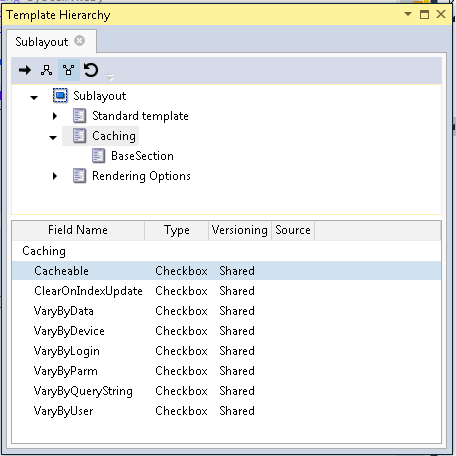 Template Hierarchy
Sublayout
Sublayout
Standard template
Caching
BaseSection
Rendering Options
Field Name Type Versioning Source
Caching
Cacheable Checkbox Shared
ClearOnIndexUpdate Checkbox Shared
VaryByData Checkbox Shared
VaryByDevice Checkbox Shared
VaryByLogin Checkbox Shared
VaryByParm Checkbox Shared
VaryByQueryString Checkbox Shared
VaryByUser Checkbox Shared